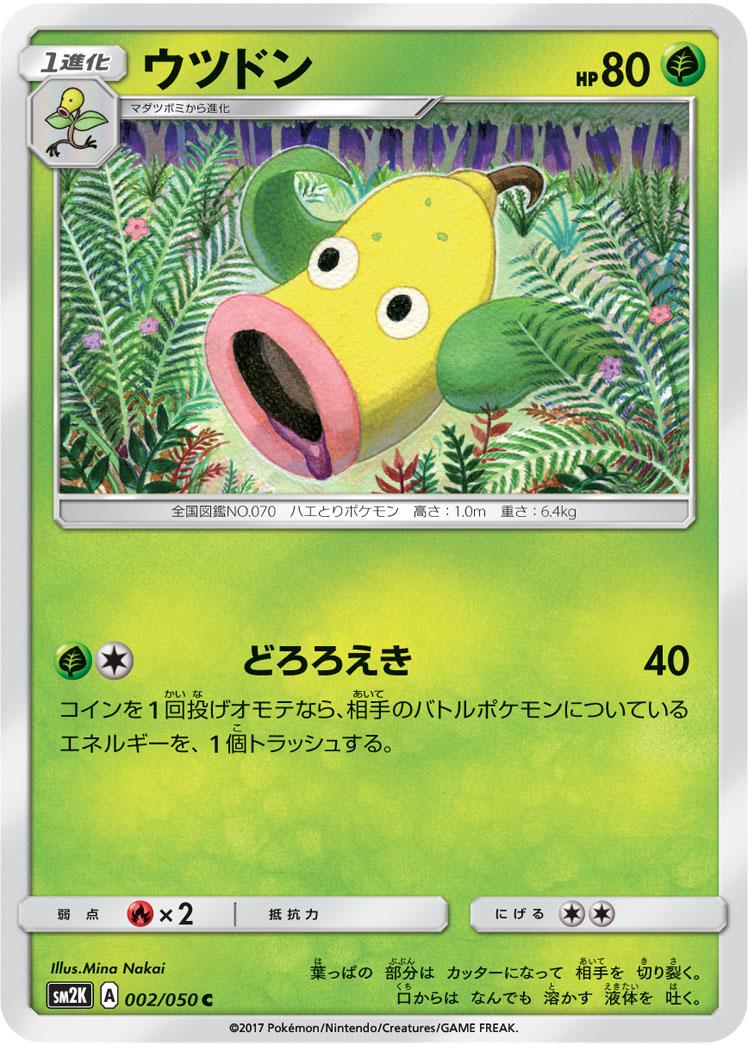 1進化 ウツドン HP80
マダツボミから進化
全国図鑑NO.070 ハエとりポケモン 高さ：1.0m 重さ：6.4kg
どろろえき 40
コインを1回投げオモテなら、相手のバトルポケモンについている
エネルギーを、1個トラッシュする。
弱点 ×2 抵抗力 にげる
Illus.Mina Nakai
SM2K A 002/050 C
葉っぱの 部分は カッターになって 相手を 切り裂く。
口からは なんでも 溶かす 液体を 吐く。
©2017 Pokémon/Nintendo/Creatures/GAME FREAK.